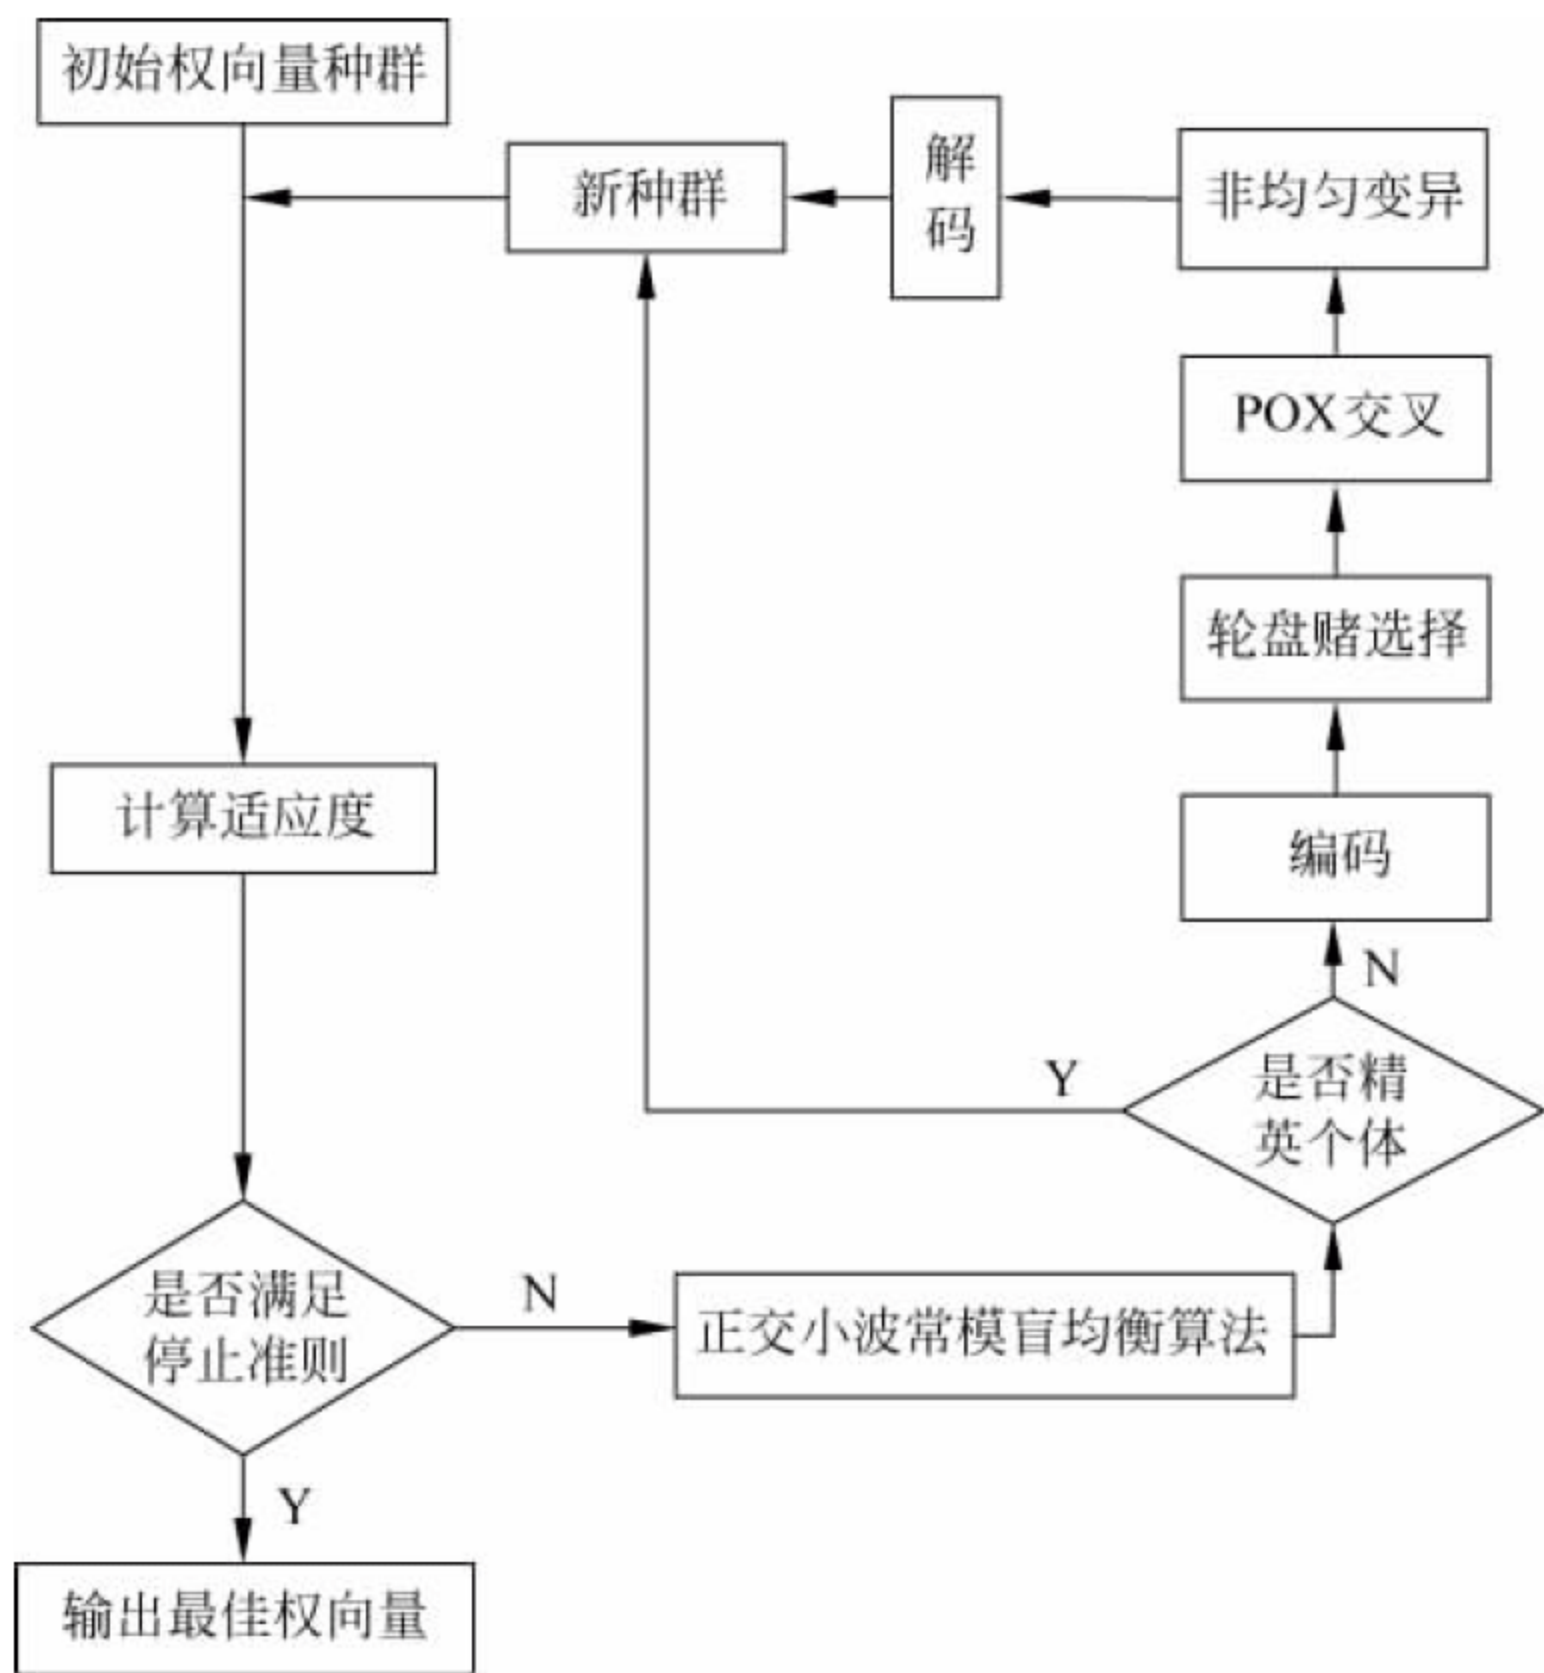 初始权向量种群
新种群
解
码
非均匀变异
POX交叉
轮盘赌选择
计算适应度
编码
N
Y
是否精
英个体
是否满足
停止准则
N
正交小波常模盲均衡算法
Y
输出最佳权向量